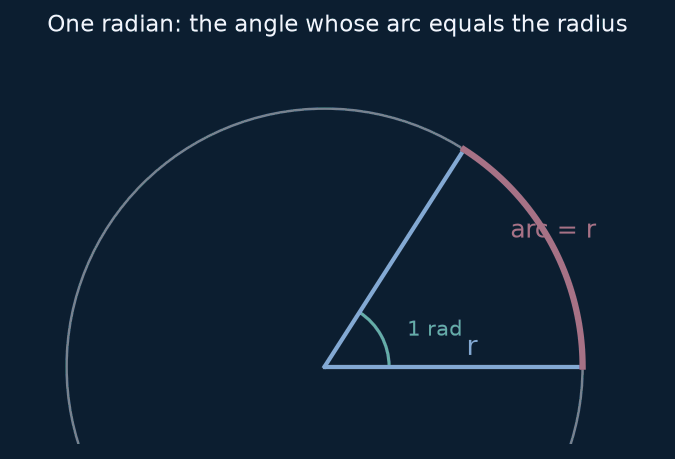 One radian: the angle whose arc equals the radius
arc = r
1 rad
r